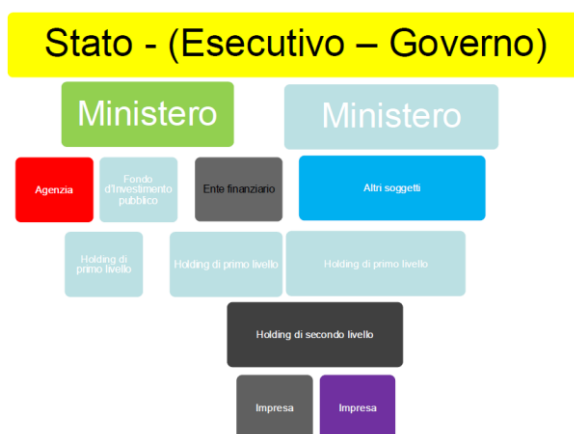 Stato - (Esecutivo – Governo)
Ministero
Ministero
Agenzia
Fondo
d'Investimento
pubblico
Ente finanziario
Altri soggetti
Holding di
primo livello
Holding di primo livello
Holding di primo livello
Holding di secondo livello
Impresa
Impresa